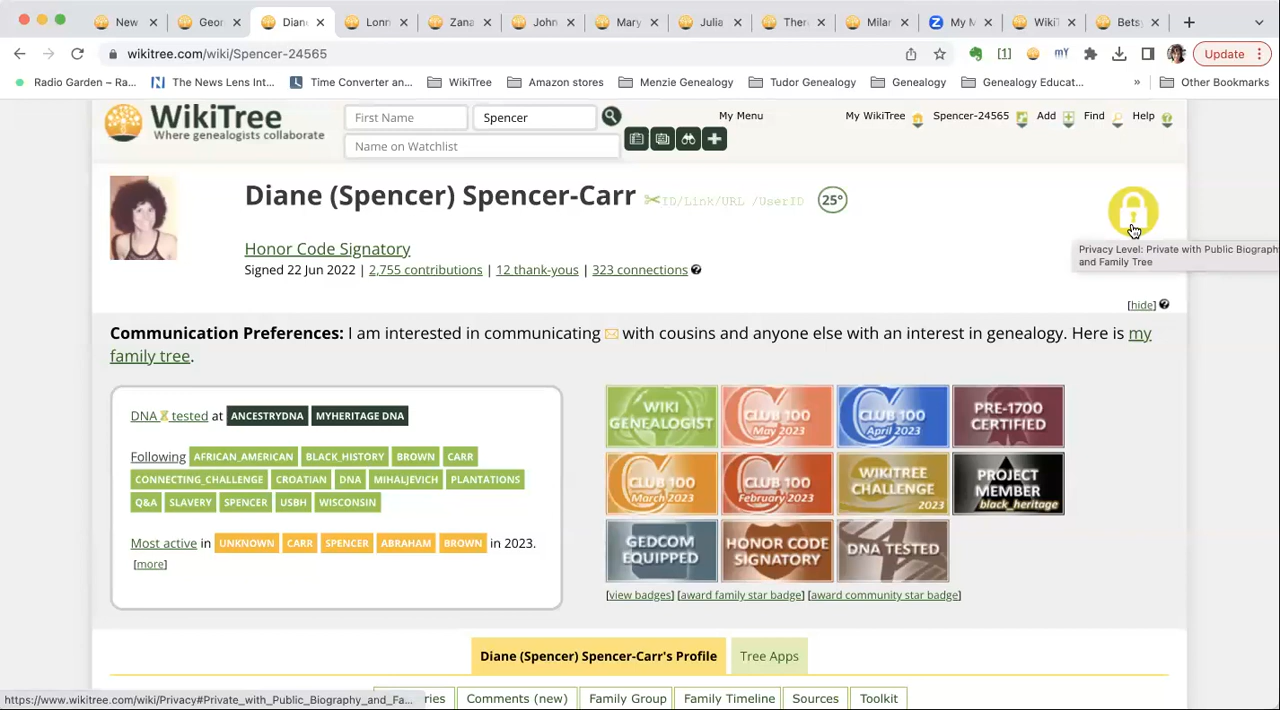 New
Geor
Diane
Lonn
Zana
John
Mary
Julia
Ther
Milar
My M
WikiT
Betsy
wikitree.com/wiki/Spencer-24565
[1]
mY
Update
Radio Garden – Ra...
The News Lens Int...
Time Converter an...
WikiTree
Amazon stores
Menzie Genealogy
Tudor Genealogy
Genealogy
Genealogy Educat...
»
Other Bookmarks
WikiTree
Where genealogists collaborate
First Name
Spencer
Name on Watchlist
My Menu
My WikiTree
Spencer-24565
Add
Find
Help
Diane (Spencer) Spencer-Carr
ID/Link/URL /UserID
25°
Honor Code Signatory
Signed 22 Jun 2022 | 2,755 contributions | 12 thank-yous | 323 connections
Privacy Level: Private with Public Biograph
and Family Tree
[hide]
Communication Preferences: I am interested in communicating with cousins and anyone else with an interest in genealogy. Here is my
family tree.
DNA tested at ANCESTRYDNA MYHERITAGE DNA
Following AFRICAN_AMERICAN BLACK_HISTORY BROWN CARR
CONNECTING_CHALLENGE CROATIAN DNA MIHALJEVICH PLANTATIONS
Q&A SLAVERY SPENCER USBH WISCONSIN
Most active in UNKNOWN CARR SPENCER ABRAHAM BROWN in 2023.
[more]
WIKI
GENEALOGIST
CLUB 100
May 2023
CLUB 100
April 2023
PRE-1700
CERTIFIED
CLUB 100
March 2023
CLUB 100
February 2023
WIKITREE
CHALLENGE
2023
PROJECT
MEMBER
black_heritage
GEDCOM
EQUIPPED
HONOR CODE
SIGNATORY
DNA TESTED
[view badges] [award family star badge] [award community star badge]
Diane (Spencer) Spencer-Carr's Profile
Tree Apps
ries
Comments (new)
Family Group
Family Timeline
Sources
Toolkit
https://www.wikitree.com/wiki/Privacy#Private_with_Public_Biography_and_Fa...